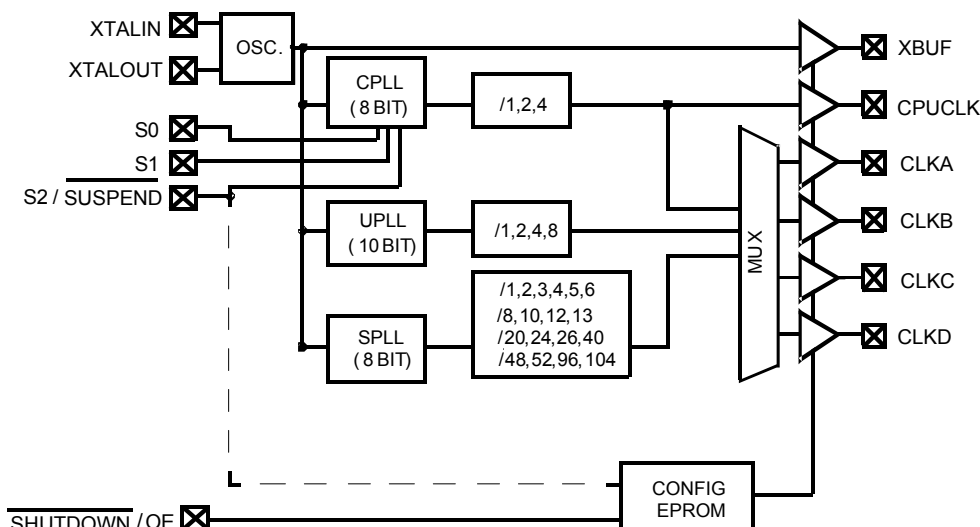 XTALIN
OSC.
XBUF
XTALOUT
CPLL
(8 BIT)
/1,2,4
CPUCLK
S0
S1
CLKA
S2 / SUSPEND
UPLL
(10 BIT)
/1,2,4,8
MUX
CLKB
/1,2,3,4,5,6
/8,10,12,13
/20,24,26,40
/48,52,96,104
CLKC
SPLL
(8 BIT)
CLKD
CONFIG
EPROM
SHUTDOWN / OE